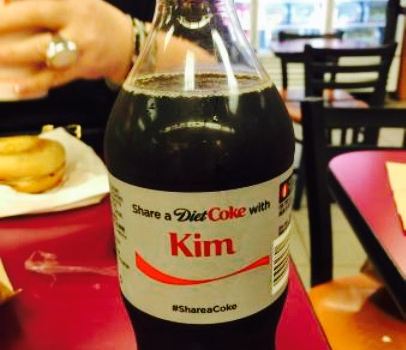 Share a Diet Coke with
Kim
#ShareaCoke